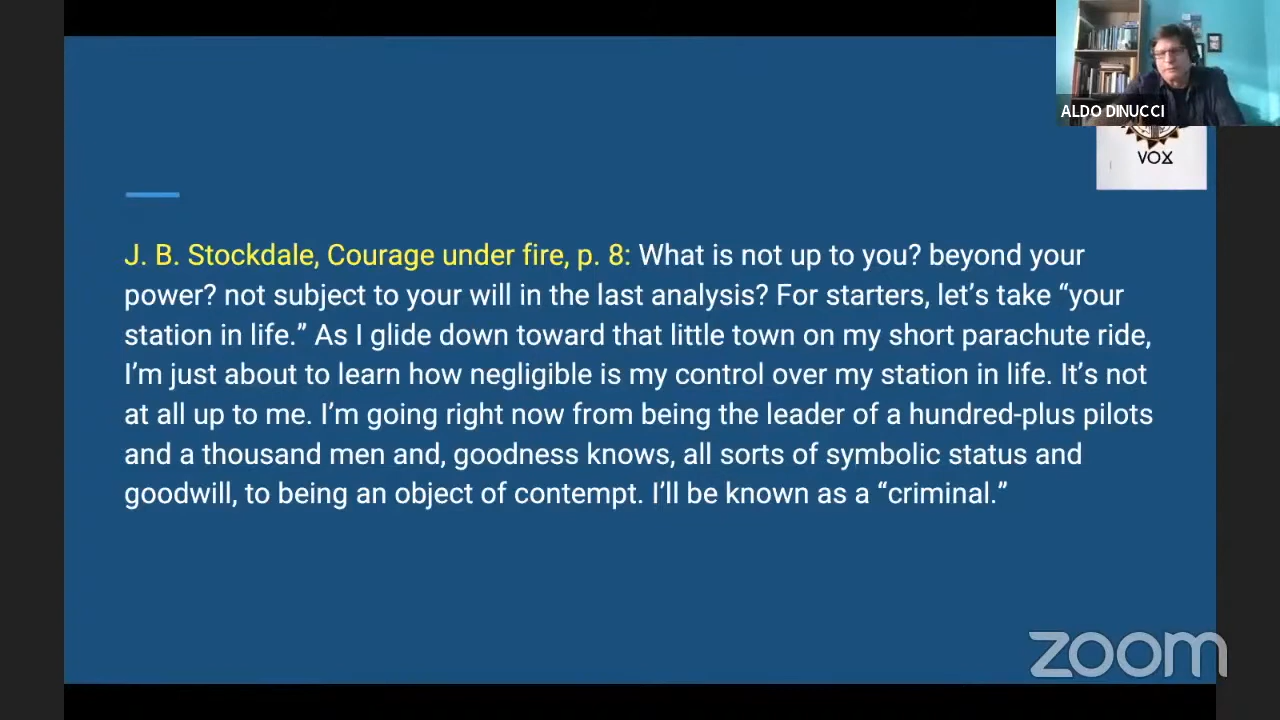 ALDO DINUCCI
VOX
J. B. Stockdale, Courage under fire, p. 8: What is not up to you? beyond your
power? not subject to your will in the last analysis? For starters, let’s take “your
station in life.” As I glide down toward that little town on my short parachute ride,
I’m just about to learn how negligible is my control over my station in life. It’s not
at all up to me. I’m going right now from being the leader of a hundred-plus pilots
and a thousand men and, goodness knows, all sorts of symbolic status and
goodwill, to being an object of contempt. I’ll be known as a “criminal.”
zoom